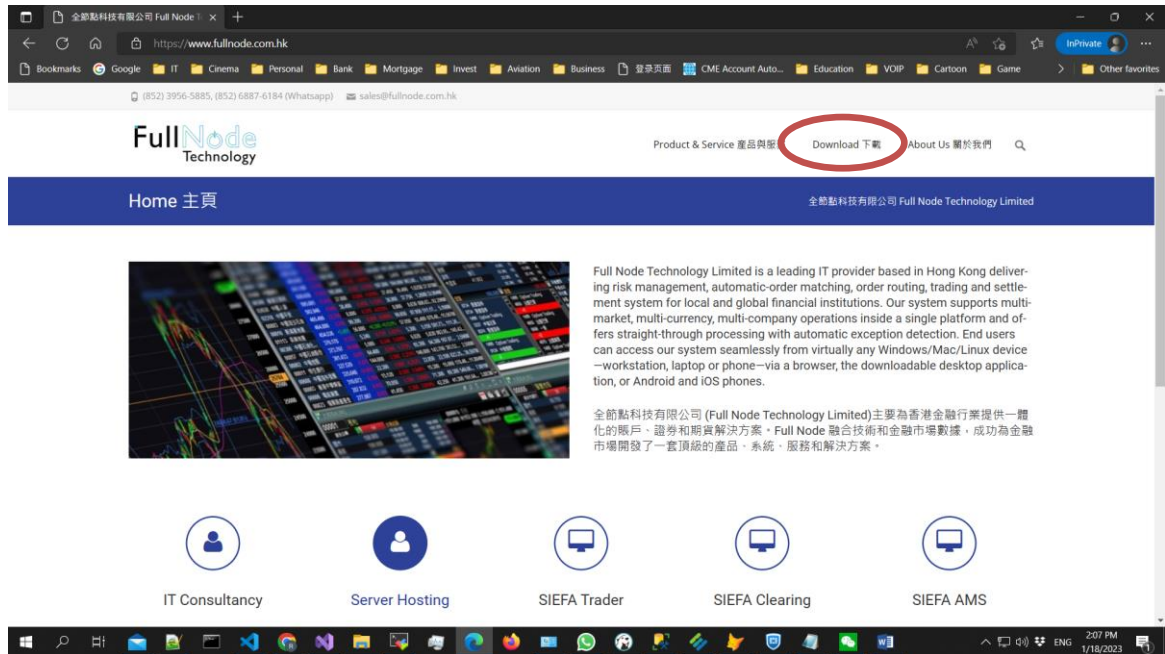 全節點科技有限公司 Full Node T
https://www.fullnode.com.hk
InPrivate
Bookmarks Google IT Cinema Personal Bank Mortgage Invest Aviation Business 登录页面 CME Account Auto... Education VOIP Cartoon Game Other favorites
(852) 3956-5885, (852) 6887-6184 (Whatsapp) sales@fullnode.com.hk
FullNode
Technology
Product & Service 產品與服 Download 下載 About Us 關於我們
Home 主頁
全節點科技有限公司 Full Node Technology Limited
Full Node Technology Limited is a leading IT provider based in Hong Kong deliver-
ing risk management, automatic-order matching, order routing, trading and settle-
ment system for local and global financial institutions. Our system supports multi-
market, multi-currency, multi-company operations inside a single platform and of-
fers straight-through processing with automatic exception detection. End users
can access our system seamlessly from virtually any Windows/Mac/Linux device
—workstation, laptop or phone—via a browser, the downloadable desktop applica-
tion, or Android and iOS phones.
全節點科技有限公司 (Full Node Technology Limited)主要為香港金融行業提供一體
化的賬戶、證券和期貨解決方案。Full Node 融合技術和金融市場數據，成功為金融
市場開發了一套頂級的產品、系統、服務和解決方案。
IT Consultancy
Server Hosting
SIEFA Trader
SIEFA Clearing
SIEFA AMS
ENG
2:07 PM
1/18/2023